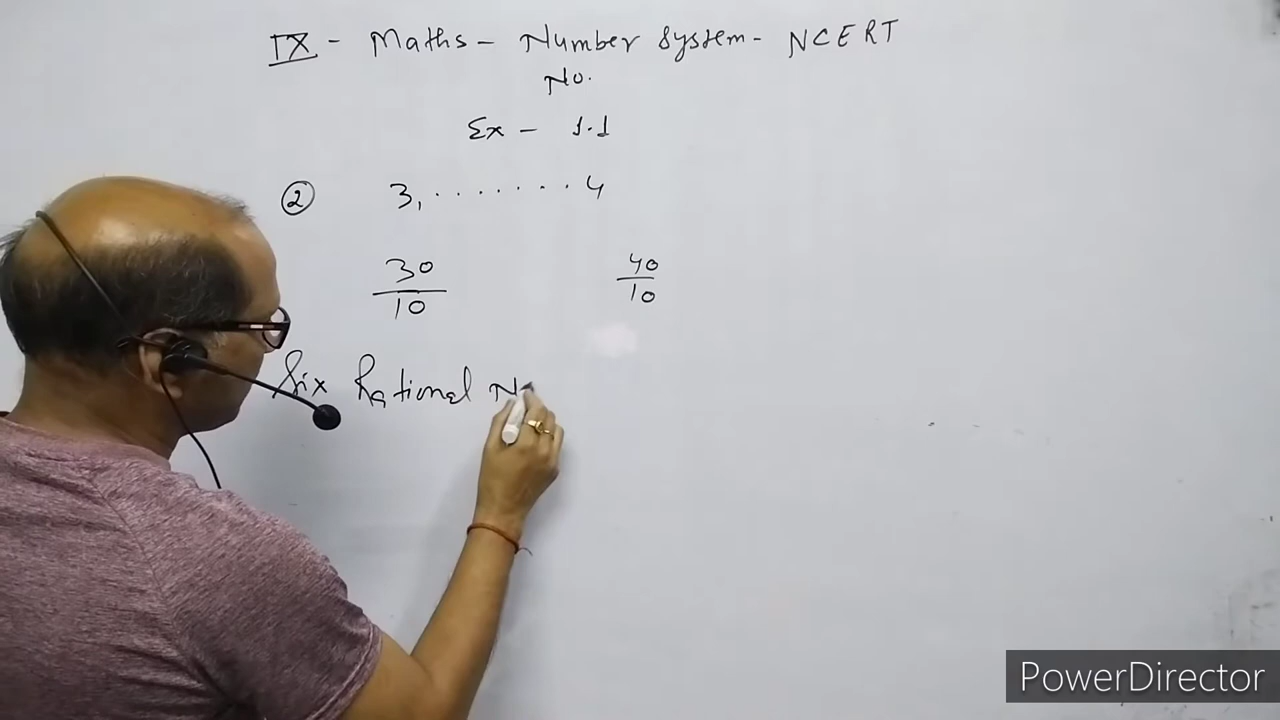 IX - Maths - Number System - NCERT
No.
Ex - 1.1
② 3, . . . . . . . 4
30/10 40/10
Six Rational N
PowerDirector